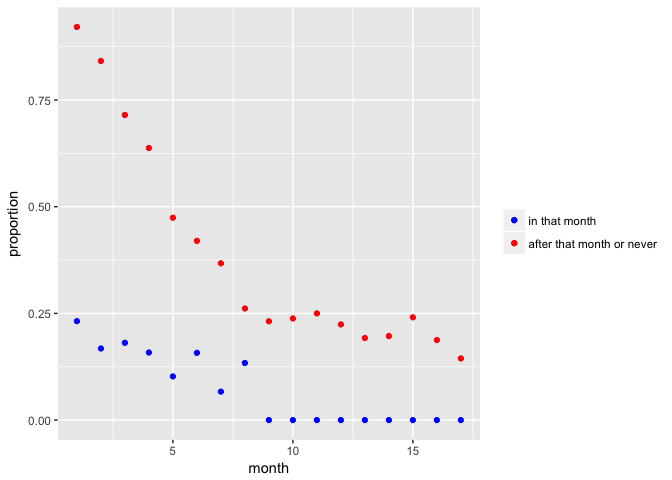 proportion
0.75
0.50
0.25
0.00
5
10
15
month
in that month
after that month or never